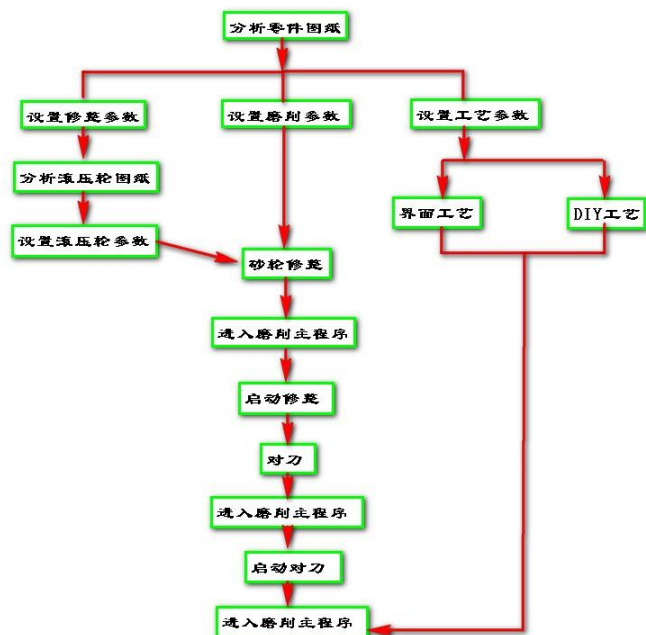 分析零件图纸
设置修整参数
设置磨削参数
设置工艺参数
分析滚压轮图纸
界面工艺
DIY工艺
设置滚压轮参数
砂轮修整
进入磨削主程序
启动修整
对刀
进入磨削主程序
启动对刀
进入磨削主程序